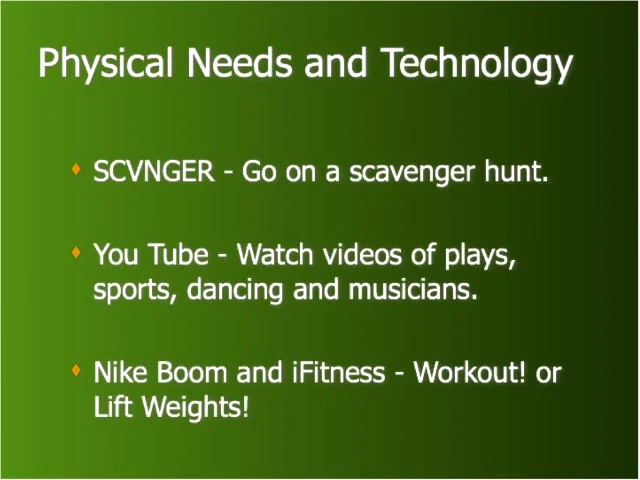 Physical Needs and Technology
SCVNGER - Go on a scavenger hunt.
You Tube - Watch videos of plays,
sports, dancing and musicians.
Nike Boom and iFitness - Workout! or
Lift Weights!